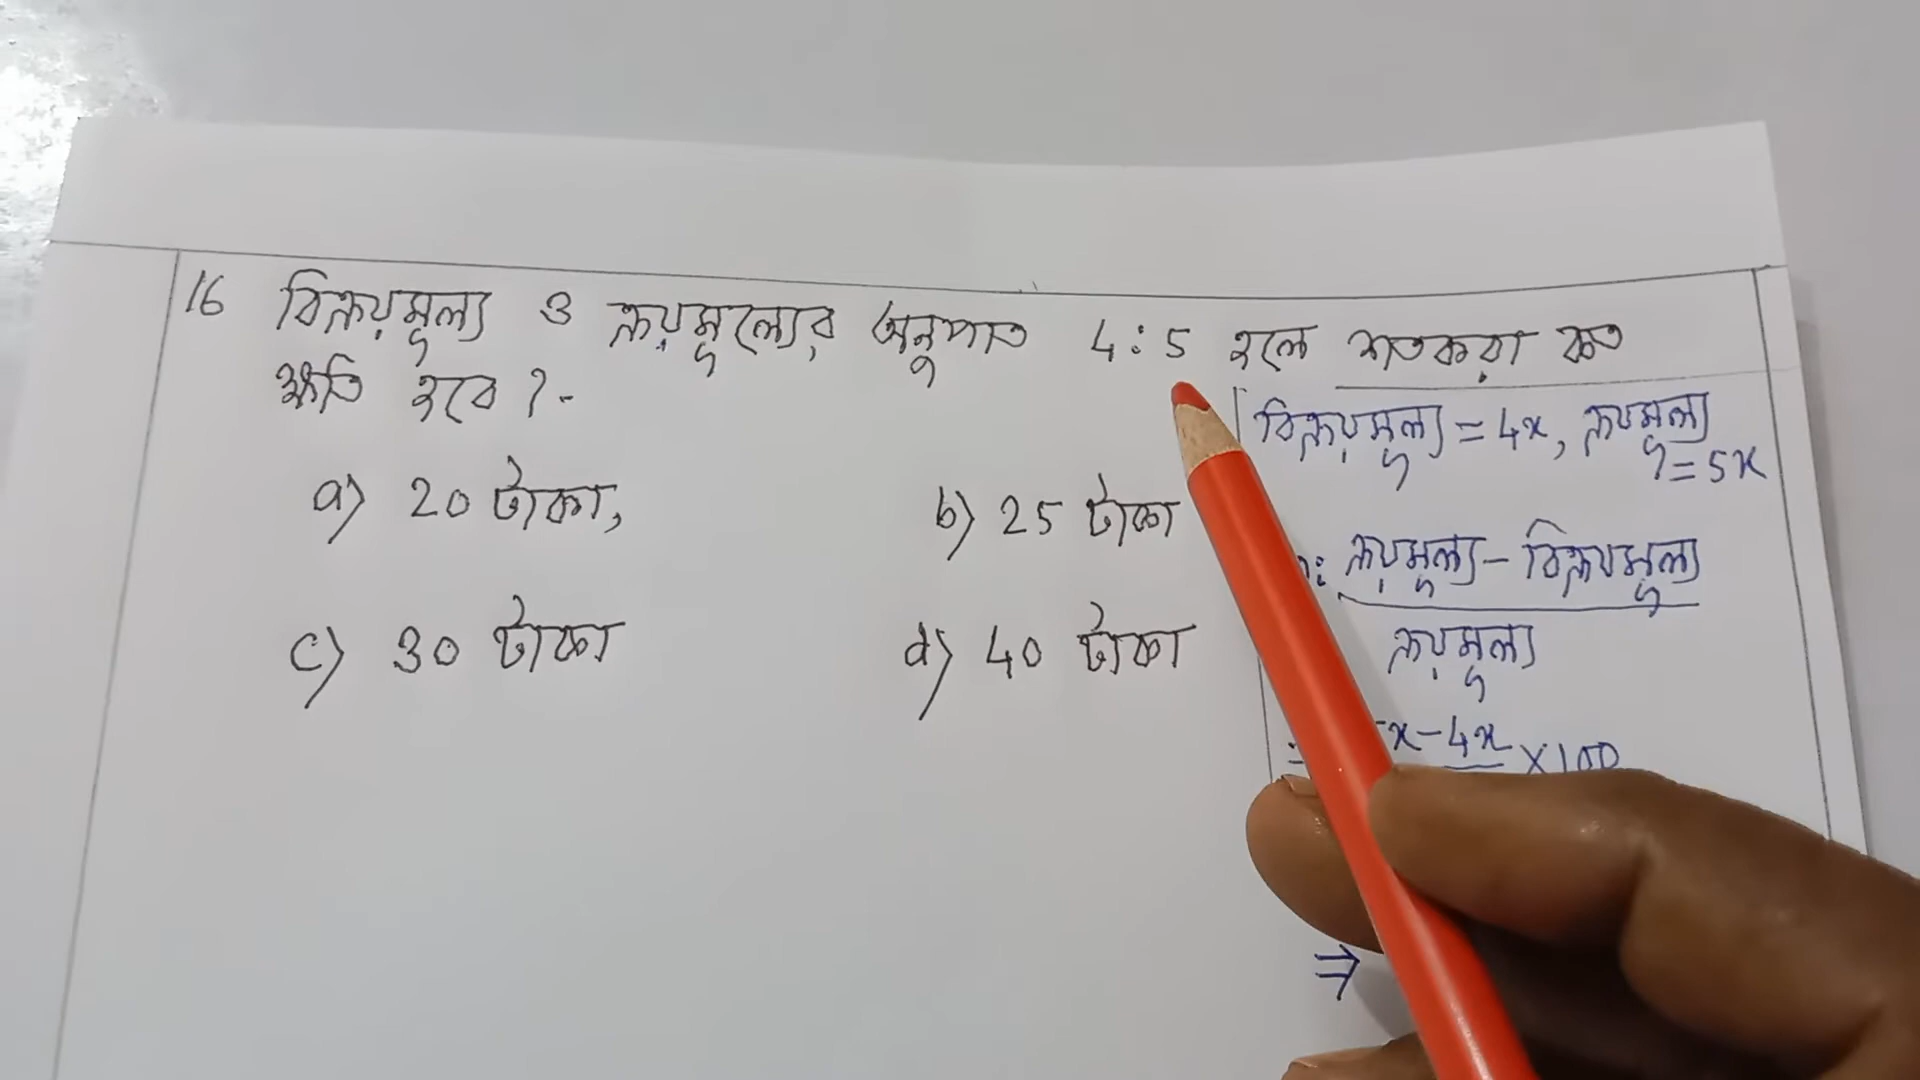 16 বিক্রয়মূল্য ও ক্রয়মূল্যের অনুপাত 4:5 হলে শতকরা কত
ক্ষতি হবে ?-
a) 20 টাকা,
b) 25 টাকা
c) 30 টাকা
d) 40 টাকা
বিক্রয়মূল্য = 4x, ক্রয়মূল্য
= 5x
ক্রয়মূল্য - বিক্রয়মূল্য
ক্রয়মূল্য
x - 4x × 100
⇒